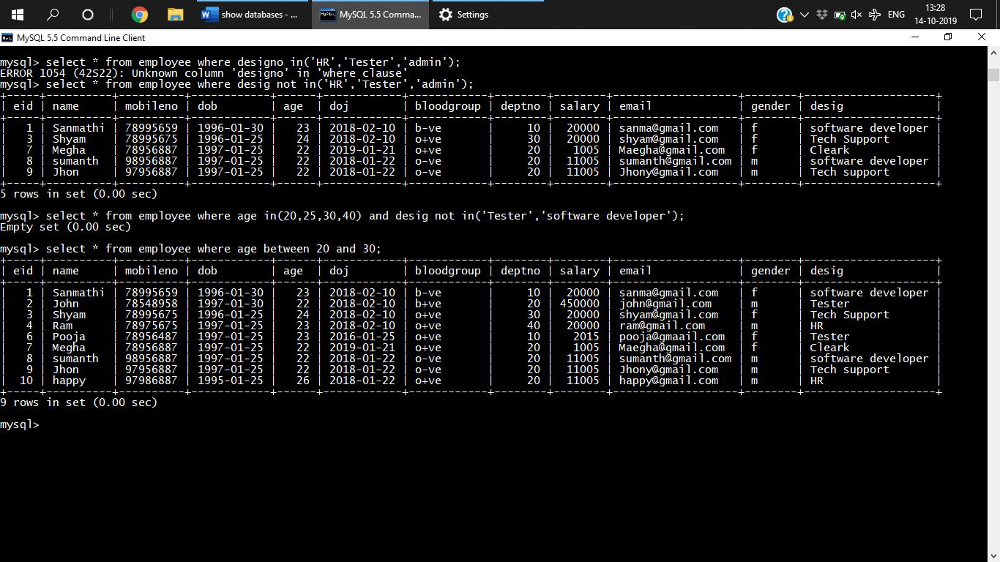 show databases - ...
MySQL 5.5 Comma...
Settings
ENG
13:28
14-10-2019
MySQL 5.5 Command Line Client
mysql> select * from employee where designo in('HR','Tester','admin');
ERROR 1054 (42S22): Unknown column 'designo' in 'where clause'
mysql> select * from employee where desig not in('HR','Tester','admin');
+-----+----------+----------+------------+------+------------+------------+--------+--------+-------------------+--------+--------------------+
| eid | name     | mobileno | dob        | age  | doj        | bloodgroup | deptno | salary | email             | gender | desig              |
+-----+----------+----------+------------+------+------------+------------+--------+--------+-------------------+--------+--------------------+
|   1 | Sanmathi | 78995659 | 1996-01-30 |   23 | 2018-02-10 | b-ve       |     10 |  20000 | sanma@gmail.com   | f      | software developer |
|   3 | Shyam    | 78995675 | 1996-01-25 |   24 | 2018-02-10 | o+ve       |     30 |  20000 | shyam@gmail.com   | f      | Tech Support       |
|   7 | Megha    | 78956887 | 1997-01-25 |   22 | 2019-01-21 | o+ve       |     20 |   1005 | Maegha@gmail.com  | f      | Cleark             |
|   8 | sumanth  | 98956887 | 1997-01-25 |   22 | 2018-01-22 | o-ve       |     20 |  11005 | sumanth@gmail.com | m      | software developer |
|   9 | Jhon     | 97956887 | 1997-01-25 |   22 | 2018-01-22 | o-ve       |     20 |  11005 | Jhony@gmail.com   | m      | Tech support       |
+-----+----------+----------+------------+------+------------+------------+--------+--------+-------------------+--------+--------------------+
5 rows in set (0.00 sec)
mysql> select * from employee where age in(20,25,30,40) and desig not in('Tester','software developer');
Empty set (0.00 sec)
mysql> select * from employee where age between 20 and 30;
+-----+----------+----------+------------+------+------------+------------+--------+--------+-------------------+--------+--------------------+
| eid | name     | mobileno | dob        | age  | doj        | bloodgroup | deptno | salary | email             | gender | desig              |
+-----+----------+----------+------------+------+------------+------------+--------+--------+-------------------+--------+--------------------+
|   1 | Sanmathi | 78995659 | 1996-01-30 |   23 | 2018-02-10 | b-ve       |     10 |  20000 | sanma@gmail.com   | f      | software developer |
|   2 | John     | 78548958 | 1997-01-30 |   22 | 2018-02-10 | b+ve       |     20 | 450000 | john@gmail.com    | m      | Tester             |
|   3 | Shyam    | 78995675 | 1996-01-25 |   24 | 2018-02-10 | o+ve       |     30 |  20000 | shyam@gmail.com   | f      | Tech Support       |
|   4 | Ram      | 78975675 | 1997-01-25 |   23 | 2018-02-10 | o+ve       |     40 |  20000 | ram@gmail.com     | m      | HR                 |
|   6 | Pooja    | 78956487 | 1997-01-25 |   23 | 2016-01-25 | o+ve       |     10 |   2015 | pooja@gmaail.com  | f      | Tester             |
|   7 | Megha    | 78956887 | 1997-01-25 |   22 | 2019-01-21 | o+ve       |     20 |   1005 | Maegha@gmail.com  | f      | Cleark             |
|   8 | sumanth  | 98956887 | 1997-01-25 |   22 | 2018-01-22 | o-ve       |     20 |  11005 | sumanth@gmail.com | m      | software developer |
|   9 | Jhon     | 97956887 | 1997-01-25 |   22 | 2018-01-22 | o-ve       |     20 |  11005 | Jhony@gmail.com   | m      | Tech support       |
|  10 | happy    | 97986887 | 1995-01-25 |   26 | 2018-01-22 | o+ve       |     20 |  11005 | happy@gmail.com   | m      | HR                 |
+-----+----------+----------+------------+------+------------+------------+--------+--------+-------------------+--------+--------------------+
9 rows in set (0.00 sec)
mysql>